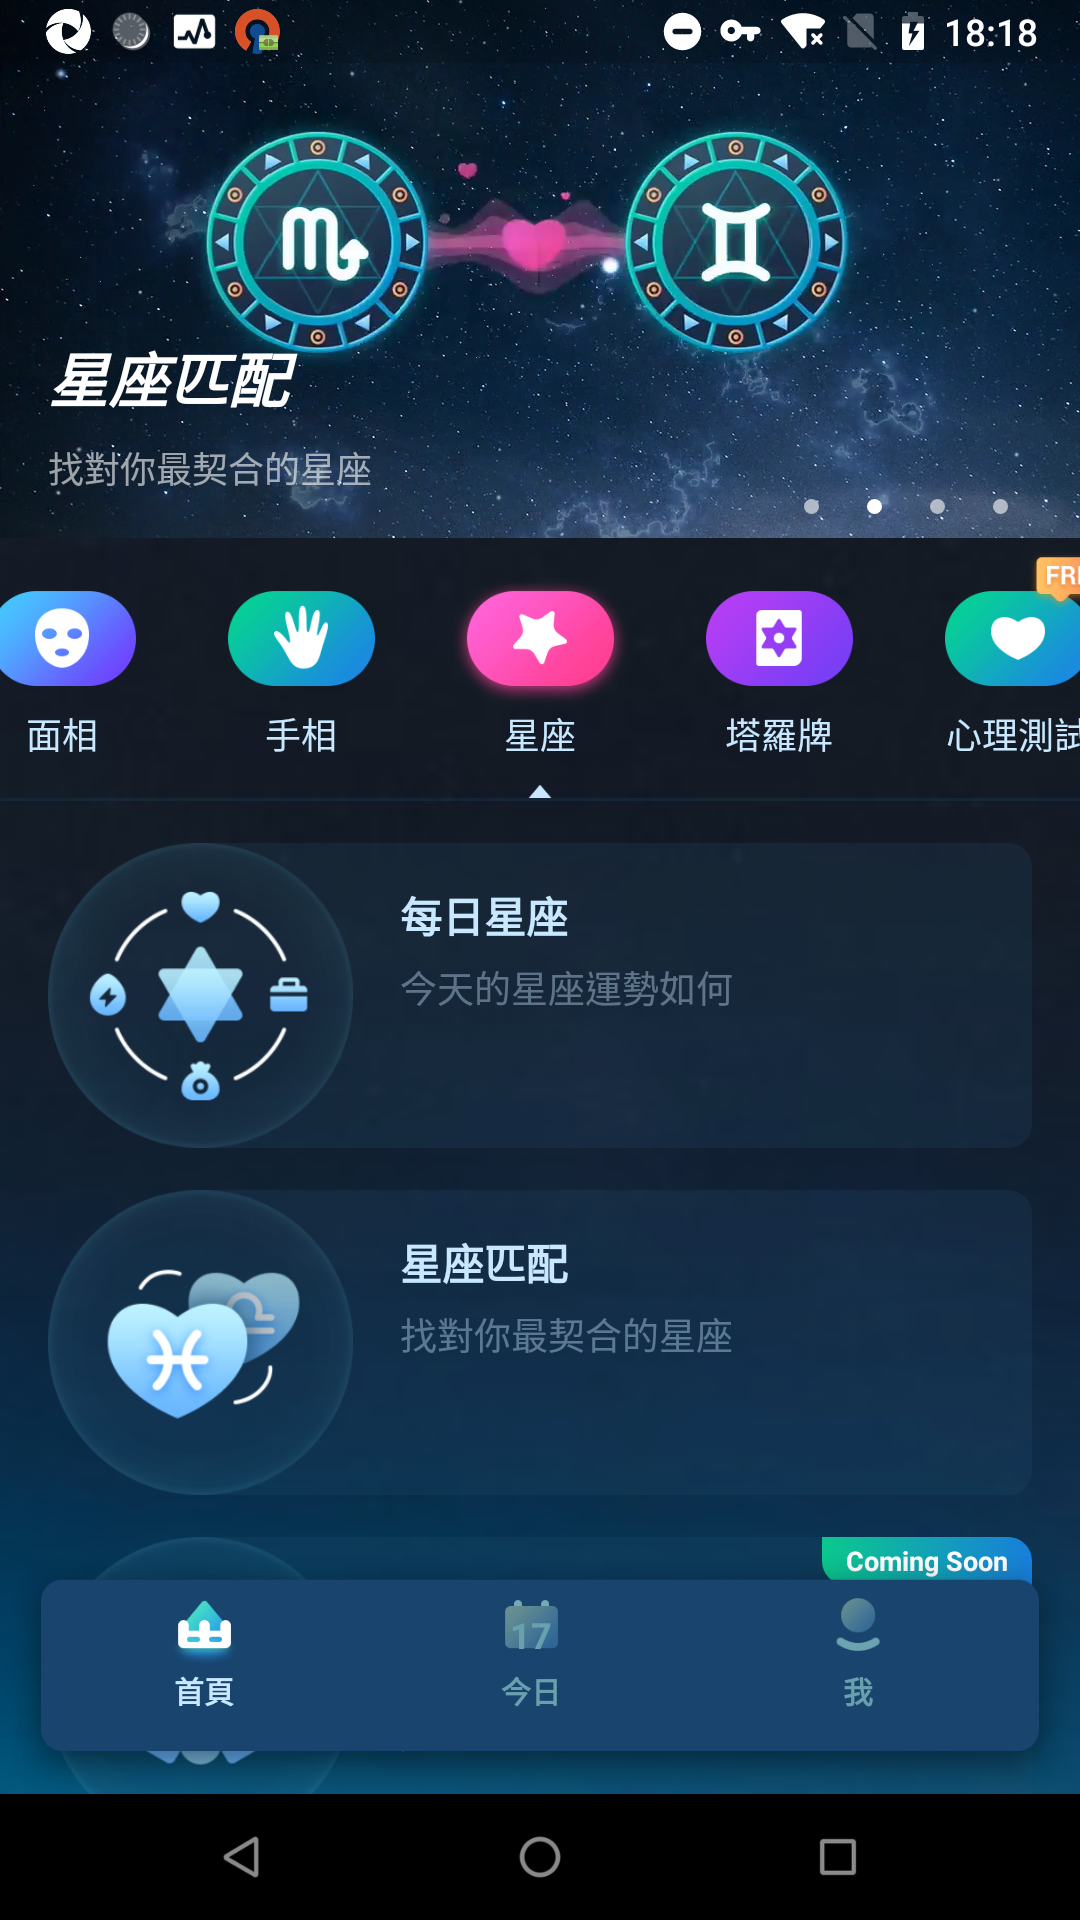 18:18
星座匹配
找對你最契合的星座
面相
手相
星座
塔羅牌
心理測試
每日星座
今天的星座運勢如何
星座匹配
找對你最契合的星座
Coming Soon
17
首頁
今日
我